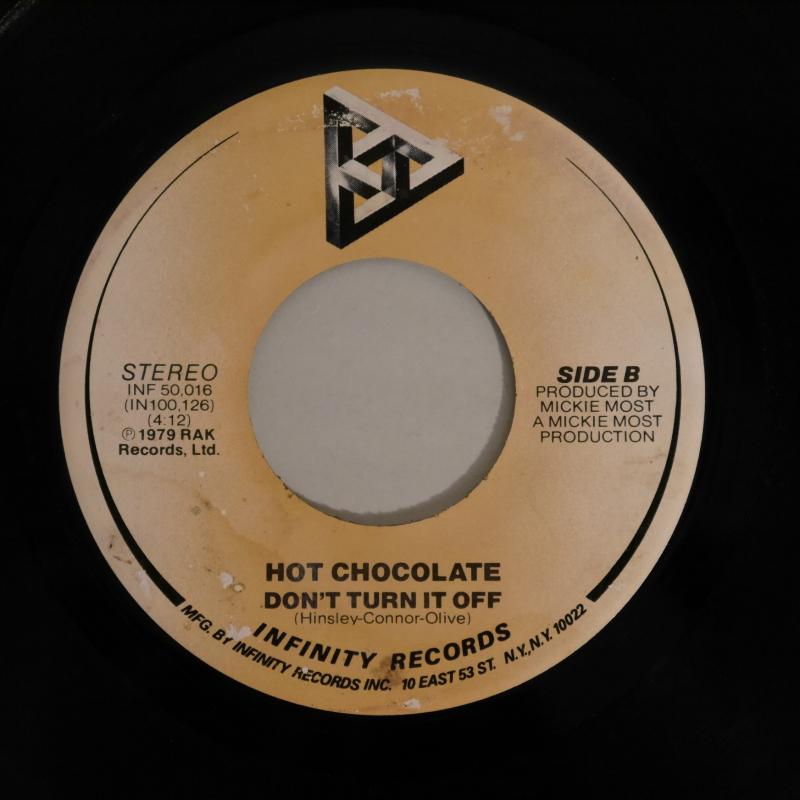 STEREO
INF 50,016
(IN100,126)
(4:12)
℗ 1979 RAK
Records, Ltd.
SIDE B
PRODUCED BY
MICKIE MOST
A MICKIE MOST
PRODUCTION
HOT CHOCOLATE
DON'T TURN IT OFF
(Hinsley-Connor-Olive)
INFINITY RECORDS
MFG. BY INFINITY RECORDS INC. 10 EAST 53 ST. N.Y., N.Y. 10022